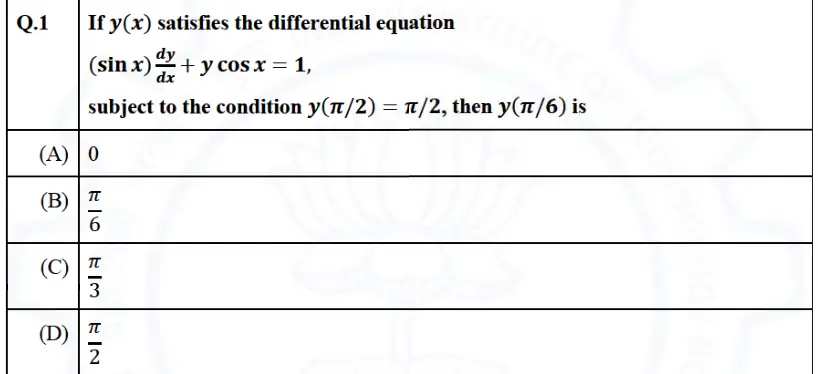 Q.1 If y(x) satisfies the differential equation
(sin x) dy/dx + y cos x = 1,
subject to the condition y(π/2) = π/2, then y(π/6) is
(A) 0
(B) π/6
(C) π/3
(D) π/2